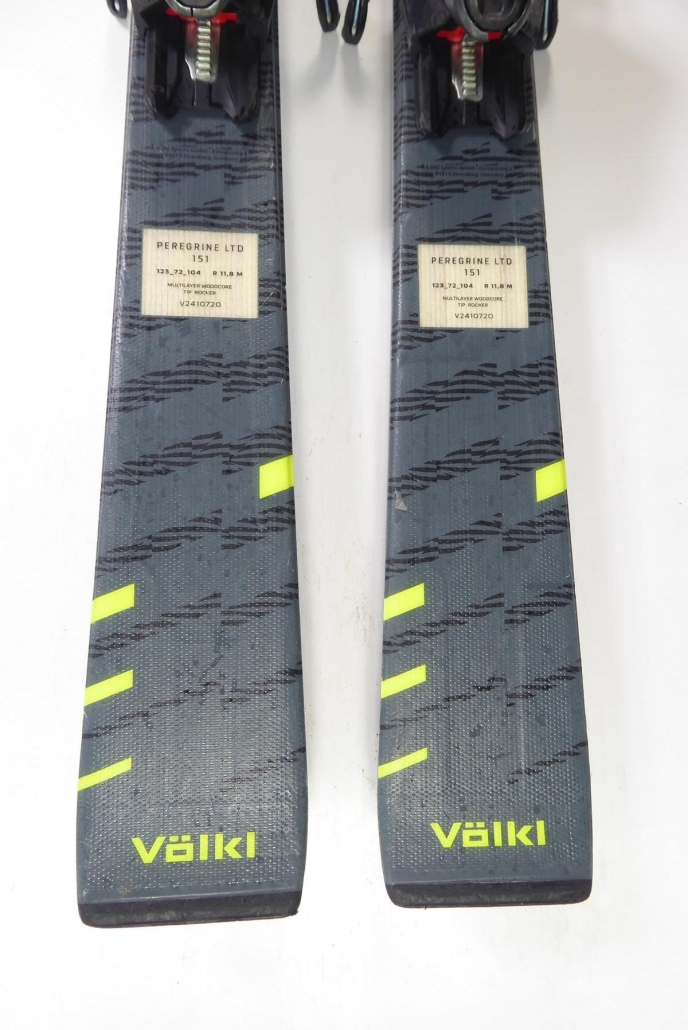 PEREGRINE LTD
151
123_72_104 R 11,8 M
MULTILAYER WOODCORE
TIP ROCKER
V2410720
PEREGRINE LTD
151
123_72_104 R 11,8 M
MULTILAYER WOODCORE
TIP ROCKER
V2410720
Völkl
Völkl